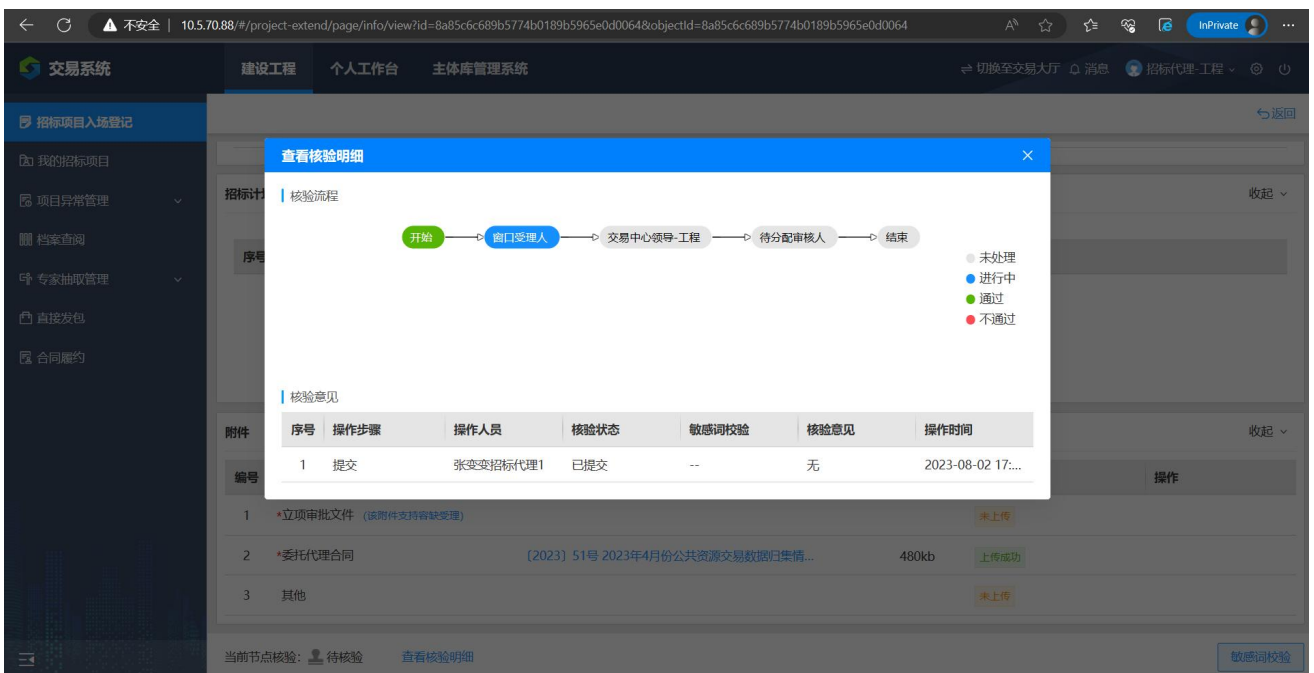 不安全 | 10.5.70.88/#/project-extend/page/info/view?id=8a85c6c689b5774b0189b5965e0d0064&objectId=8a85c6c689b5774b0189b5965e0d0064 InPrivate
交易系统 建设工程 个人工作台 主体库管理系统 切换至交易大厅 消息 招标代理-工程
招标项目入场登记 返回
我的招标项目
项目异常管理
档案查阅
专家抽取管理
直接发包
合同履约
查看核验明细
招标计 收起
核验流程
开始 窗口受理人 交易中心领导-工程 待分配审核人 结束
序号
未处理
进行中
通过
不通过
核验意见
序号 操作步骤 操作人员 核验状态 敏感词校验 核验意见 操作时间
1 提交 张变变招标代理1 已提交 -- 无 2023-08-02 17:...
附件 收起
编号 操作
1 *立项审批文件 (该附件支持容缺受理) 未上传
2 *委托代理合同 〔2023〕51号 2023年4月份公共资源交易数据归集情... 480kb 上传成功
3 其他 未上传
当前节点核验: 待核验 查看核验明细 敏感词校验